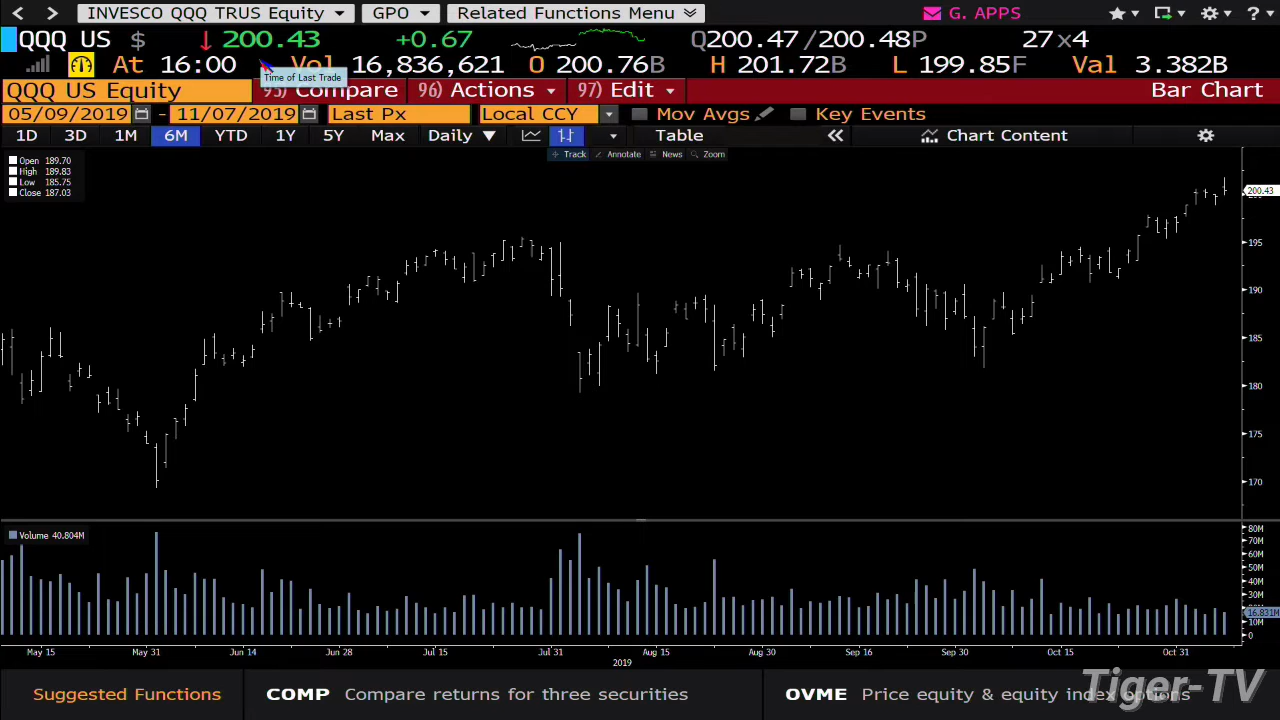 INVESCO QQQ TRUS Equity GPO Related Functions Menu G. APPS ?
QQQ US $ ↓ 200.43 +0.67 Q200.47/200.48P 27x4
At 16:00 Vol 16,836,621 O 200.76B H 201.72B L 199.85F Val 3.382B
Time of Last Trade
QQQ US Equity 95) Compare 96) Actions 97) Edit Bar Chart
05/09/2019 - 11/07/2019 Last Px Local CCY Mov Avgs Key Events
1D 3D 1M 6M YTD 1Y 5Y Max Daily ▼ Table Chart Content
Track Annotate News Zoom
Open 189.70
High 189.83
Low 185.75
Close 187.03
200.43
195
190
185
180
175
170
Volume 40.804M
80M
70M
60M
50M
40M
30M
16.831M
10M
0
May 15 May 31 Jun 14 Jun 28 Jul 15 Jul 31 Aug 15 Aug 30 Sep 16 Sep 30 Oct 15 Oct 31
2019
Suggested Functions COMP Compare returns for three securities OVME Price equity & equity index options
Tiger-TV